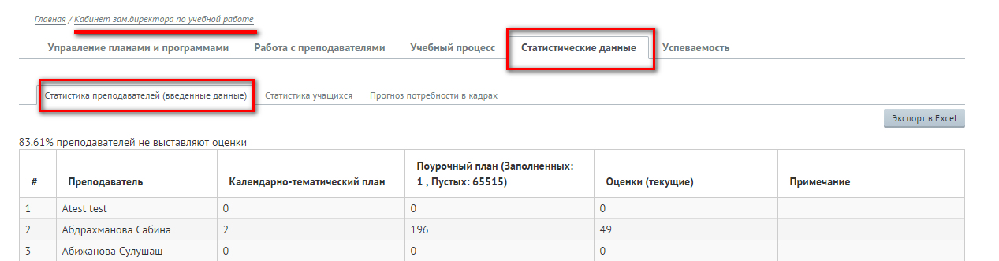 Главная / Кабинет зам.директора по учебной работе
Управление планами и программами Работа с преподавателями Учебный процесс Статистические данные Успеваемость
Статистика преподавателей (введенные данные) Статистика учащихся Прогноз потребности в кадрах
Экспорт в Excel
83.61% преподавателей не выставляют оценки
# Преподаватель Календарно-тематический план Поурочный план (Заполненных: 1 , Пустых: 65515) Оценки (текущие) Примечание
1 Atest test 0 0 0
2 Абдрахманова Сабина 2 196 49
3 Абижанова Сулушаш 0 0 0